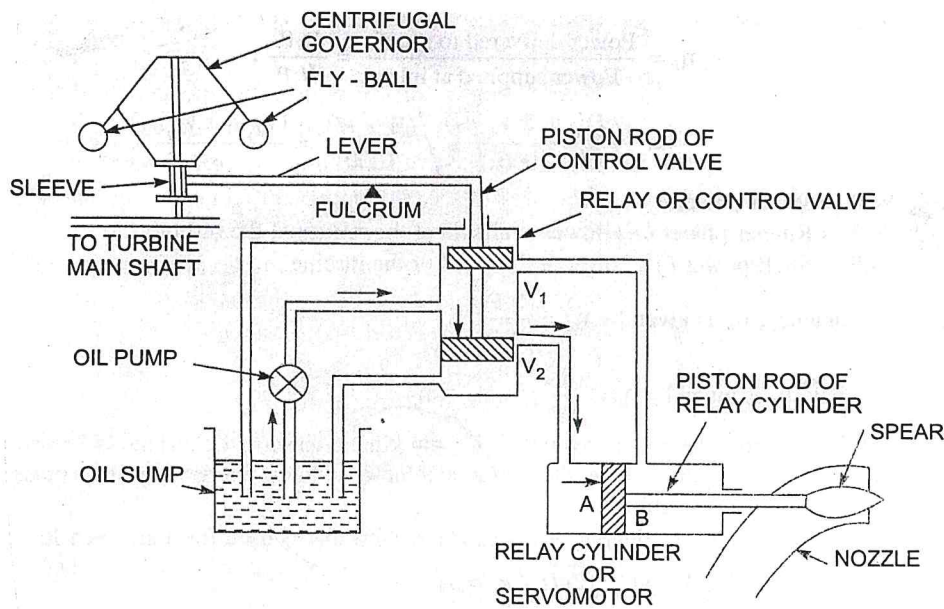 CENTRIFUGAL
GOVERNOR
FLY - BALL
LEVER
PISTON ROD OF
CONTROL VALVE
SLEEVE
FULCRUM
RELAY OR CONTROL VALVE
TO TURBINE
MAIN SHAFT
V1
OIL PUMP
V2
PISTON ROD OF
RELAY CYLINDER
SPEAR
OIL SUMP
A
B
RELAY CYLINDER
OR
SERVOMOTOR
NOZZLE